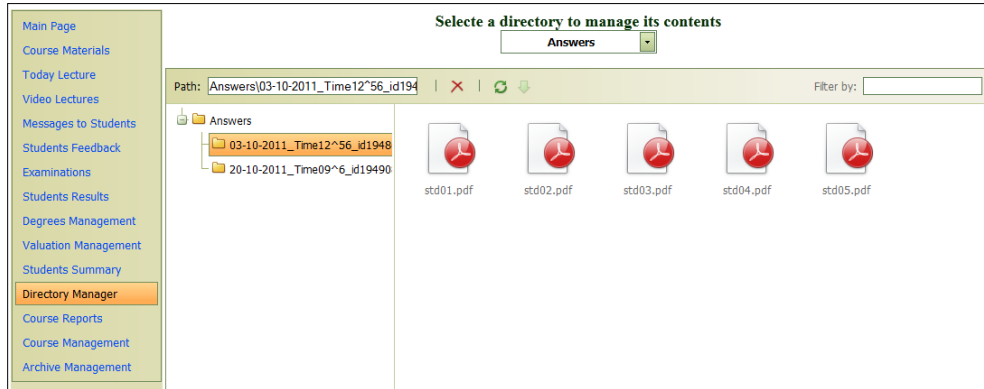 Main Page
Course Materials
Today Lecture
Video Lectures
Messages to Students
Students Feedback
Examinations
Students Results
Degrees Management
Valuation Management
Students Summary
Directory Manager
Course Reports
Course Management
Archive Management
Selecte a directory to manage its contents
Answers
Path: Answers\03-10-2011_Time12^56_id194
Filter by:
Answers
03-10-2011_Time12^56_id1948
20-10-2011_Time09^6_id19490
std01.pdf std02.pdf std03.pdf std04.pdf std05.pdf